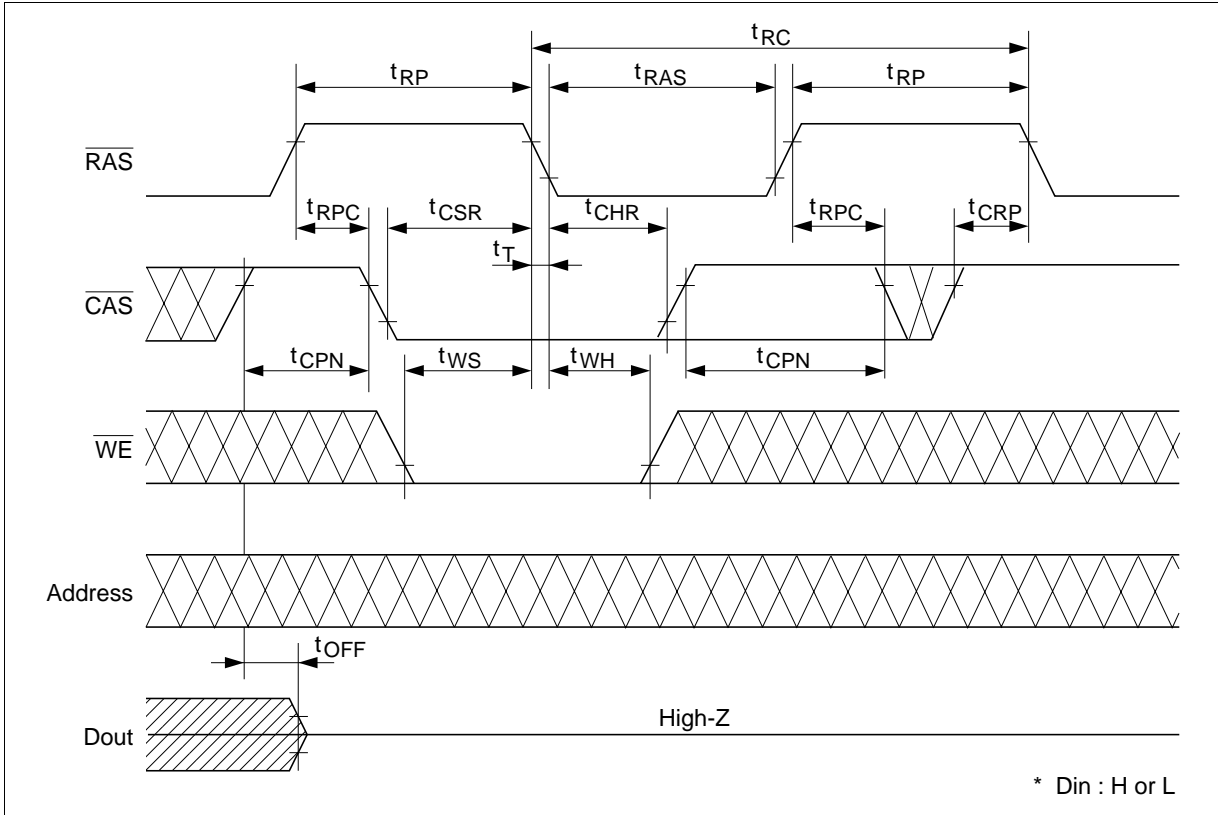 tRC
tRP tRAS tRP
RAS
tRPC tCSR tCHR tRPC tCRP
tT
CAS
tCPN tWS tWH tCPN
WE
Address
tOFF
High-Z
Dout
* Din : H or L